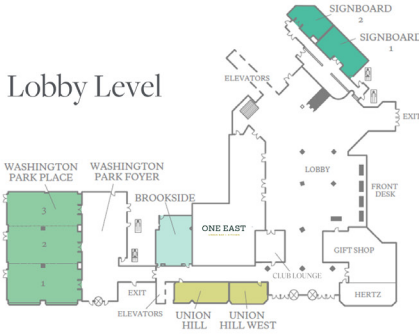 SIGNBOARD
2
SIGNBOARD
1
ELEVATORS
Lobby Level
EXIT
WASHINGTON
PARK PLACE
WASHINGTON
PARK FOYER
LOBBY
BROOKSIDE
FRONT
DESK
3
ONE EAST
2
GIFT SHOP
CLUB LOUNGE
1
EXIT
HERTZ
ELEVATORS
UNION
HILL
UNION
HILL WEST